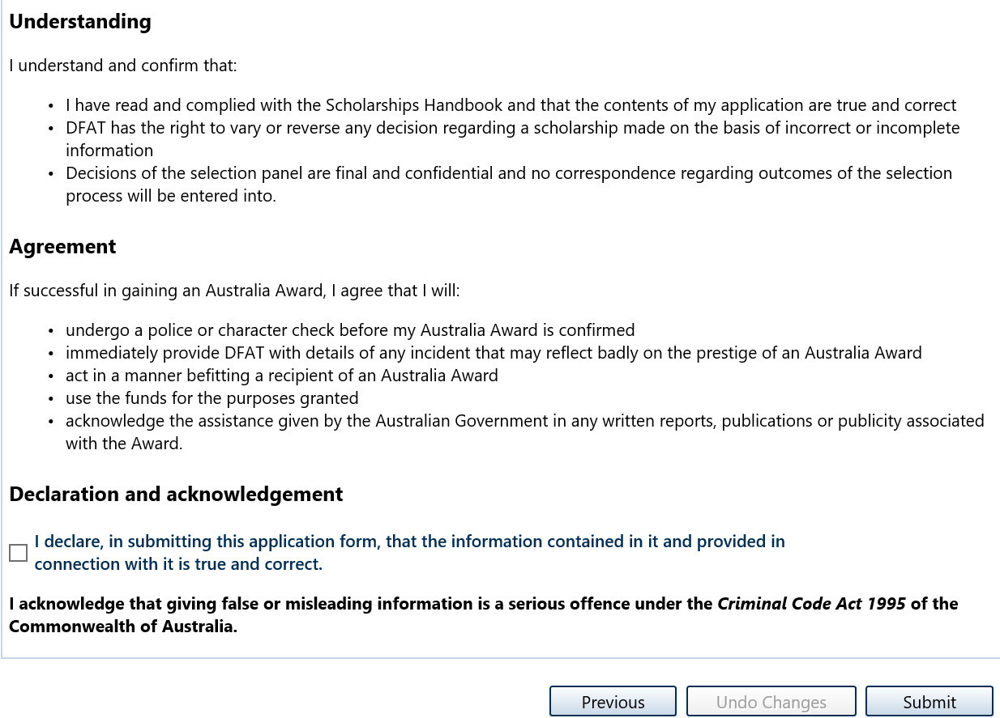 Understanding
I understand and confirm that:
• I have read and complied with the Scholarships Handbook and that the contents of my application are true and correct
• DFAT has the right to vary or reverse any decision regarding a scholarship made on the basis of incorrect or incomplete
information
• Decisions of the selection panel are final and confidential and no correspondence regarding outcomes of the selection
process will be entered into.
Agreement
If successful in gaining an Australia Award, I agree that I will:
• undergo a police or character check before my Australia Award is confirmed
• immediately provide DFAT with details of any incident that may reflect badly on the prestige of an Australia Award
• act in a manner befitting a recipient of an Australia Award
• use the funds for the purposes granted
• acknowledge the assistance given by the Australian Government in any written reports, publications or publicity associated
with the Award.
Declaration and acknowledgement
I declare, in submitting this application form, that the information contained in it and provided in
connection with it is true and correct.
I acknowledge that giving false or misleading information is a serious offence under the Criminal Code Act 1995 of the
Commonwealth of Australia.
Previous Undo Changes Submit